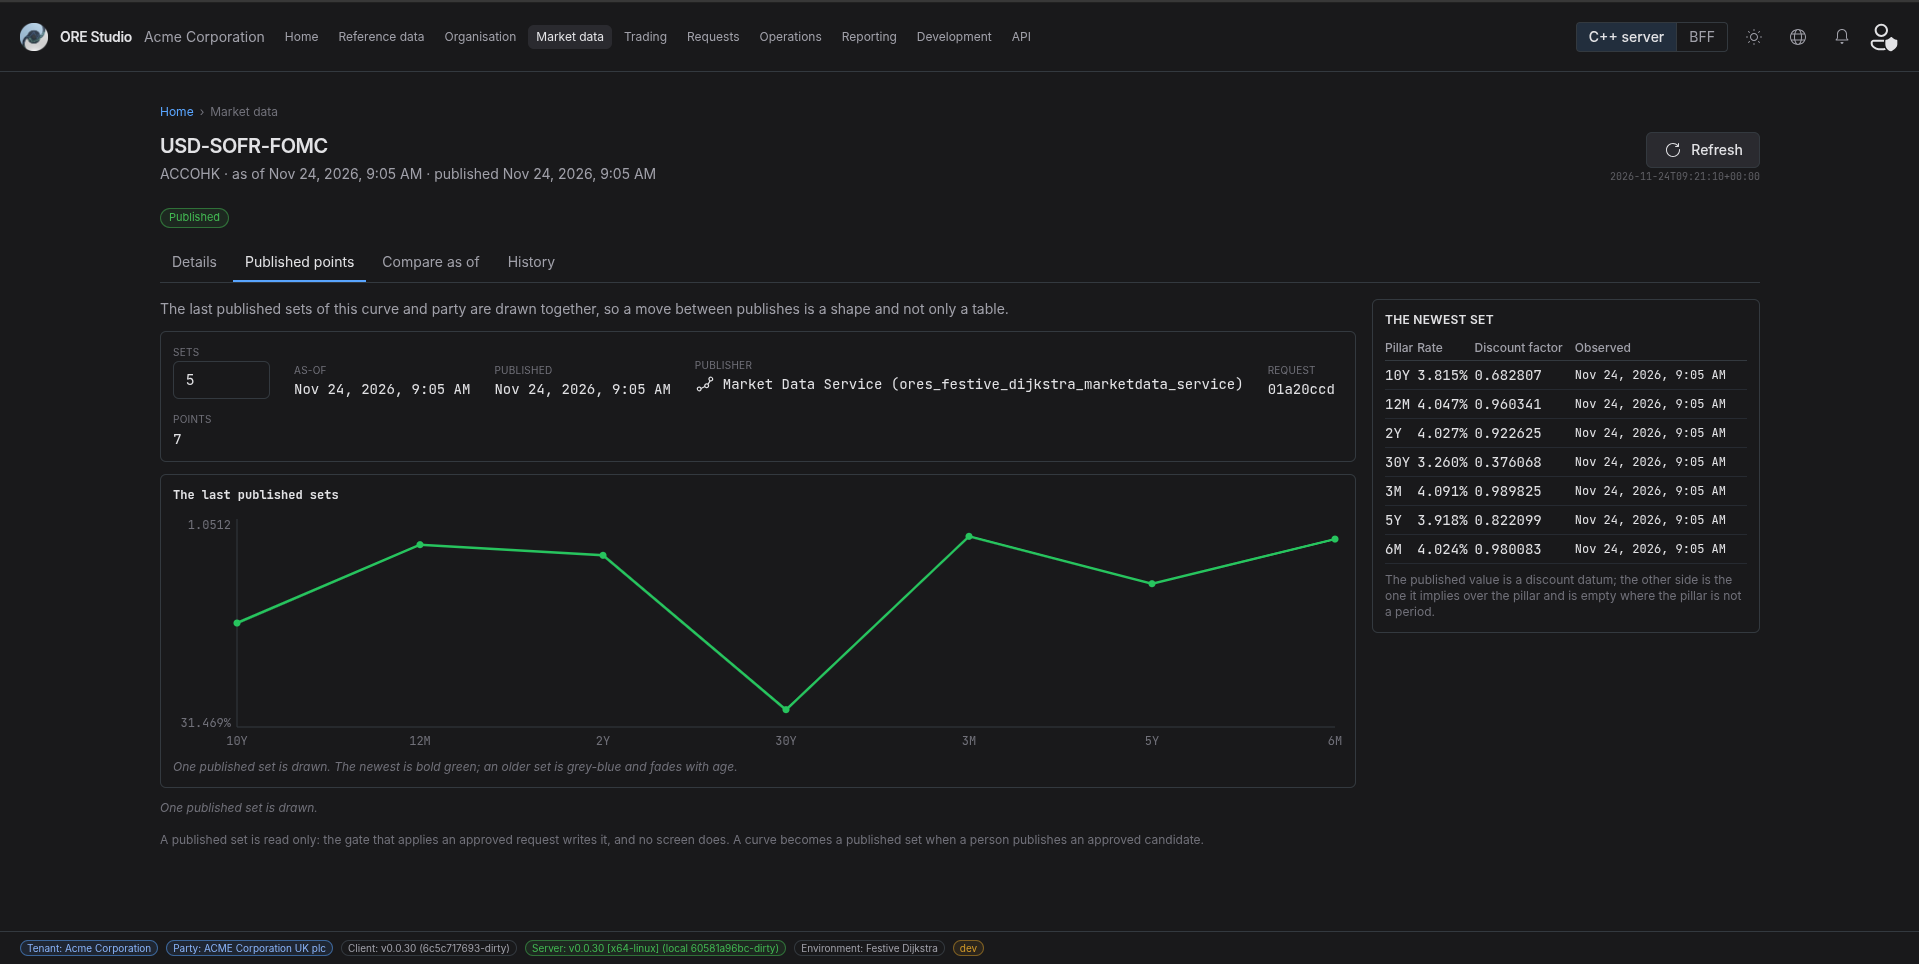 ORE Studio Acme Corporation Home Reference data Organisation Market data Trading Requests Operations Reporting Development API C++ server BFF
Home › Market data
USD-SOFR-FOMC
Refresh
ACCOHK · as of Nov 24, 2026, 9:05 AM · published Nov 24, 2026, 9:05 AM
2026-11-24T09:21:10+00:00
Published
Details Published points Compare as of History
The last published sets of this curve and party are drawn together, so a move between publishes is a shape and not only a table.
SETS
5
AS-OF
Nov 24, 2026, 9:05 AM
PUBLISHED
Nov 24, 2026, 9:05 AM
PUBLISHER
Market Data Service (ores_festive_dijkstra_marketdata_service)
REQUEST
01a20ccd
POINTS
7
The last published sets
1.0512
31.469%
10Y 12M 2Y 30Y 3M 5Y 6M
One published set is drawn. The newest is bold green; an older set is grey-blue and fades with age.
One published set is drawn.
A published set is read only: the gate that applies an approved request writes it, and no screen does. A curve becomes a published set when a person publishes an approved candidate.
THE NEWEST SET
Pillar Rate Discount factor Observed
10Y 3.815% 0.682807 Nov 24, 2026, 9:05 AM
12M 4.047% 0.960341 Nov 24, 2026, 9:05 AM
2Y 4.027% 0.922625 Nov 24, 2026, 9:05 AM
30Y 3.260% 0.376068 Nov 24, 2026, 9:05 AM
3M 4.091% 0.989825 Nov 24, 2026, 9:05 AM
5Y 3.918% 0.822099 Nov 24, 2026, 9:05 AM
6M 4.024% 0.980083 Nov 24, 2026, 9:05 AM
The published value is a discount datum; the other side is the
one it implies over the pillar and is empty where the pillar is not
a period.
Tenant: Acme Corporation Party: ACME Corporation UK plc Client: v0.0.30 (6c5c717693-dirty) Server: v0.0.30 [x64-linux] (local 60581a96bc-dirty) Environment: Festive Dijkstra dev